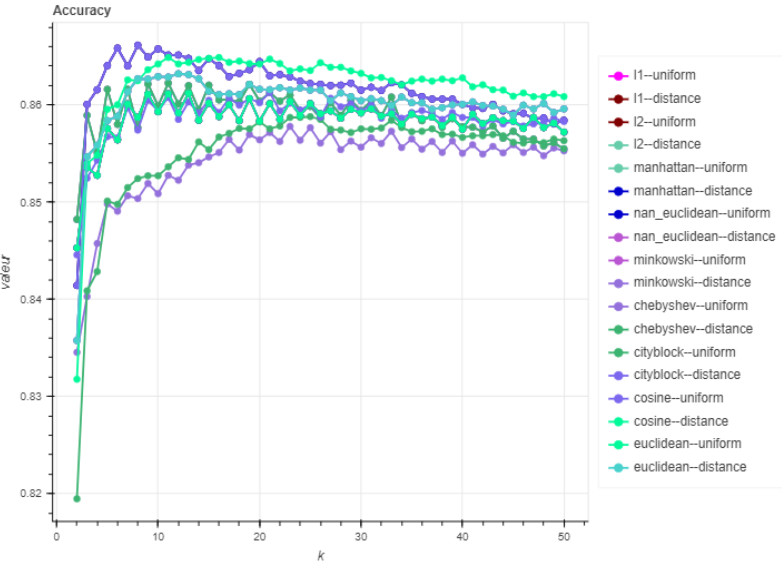 Accuracy
0.86
0.85
0.84
0.83
0.82
valeur
0
10
20
30
40
50
k
l1--uniform
l1--distance
l2--uniform
l2--distance
manhattan--uniform
manhattan--distance
nan_euclidean--uniform
nan_euclidean--distance
minkowski--uniform
minkowski--distance
chebyshev--uniform
chebyshev--distance
cityblock--uniform
cityblock--distance
cosine--uniform
cosine--distance
euclidean--uniform
euclidean--distance